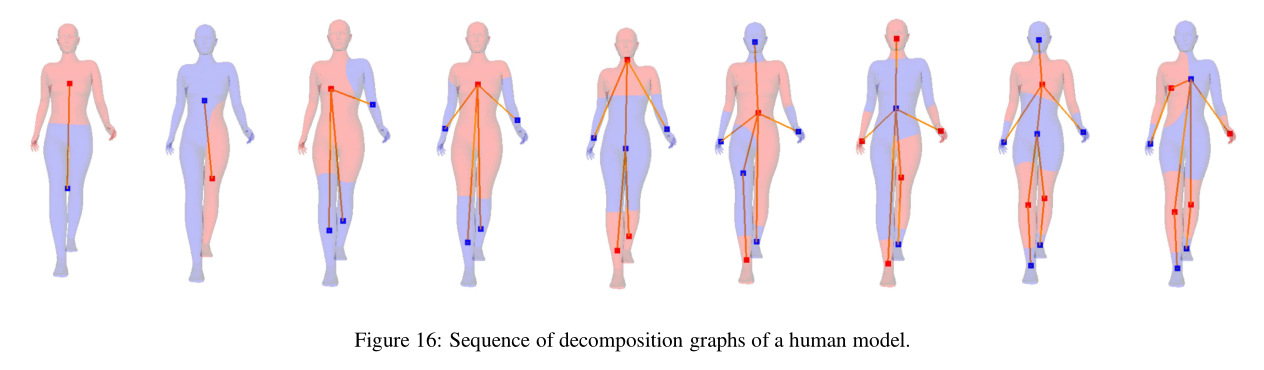 Figure 16: Sequence of decomposition graphs of a human model.